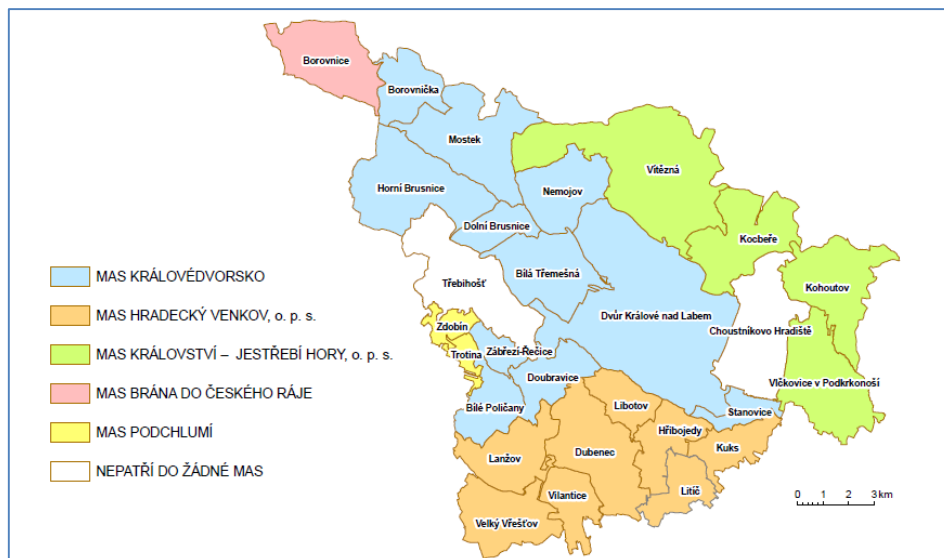 Borovnice
Borovnička
Mostek
Vítězná
Horní Brusnice
Nemojov
Dolní Brusnice
Kocbeře
Bílá Třemešná
Třebihošť
Kohoutov
Dvůr Králové nad Labem
Choustníkovo Hradiště
Zdobín
Trotina
Zábřezí-Řečice
Doubravice
Vlčkovice v Podkrkonoší
Bílé Poličany
Libotov
Stanovice
Hřibojedy
Kuks
Lanžov
Dubenec
Litíč
Vilantice
Velký Vřešťov
MAS KRÁLOVÉDVORSKO
MAS HRADECKÝ VENKOV, o. p. s.
MAS KRÁLOVSTVÍ – JESTŘEBÍ HORY, o. p. s.
MAS BRÁNA DO ČESKÉHO RÁJE
MAS PODCHLUMÍ
NEPATŘÍ DO ŽÁDNÉ MAS
0 1 2 3 km